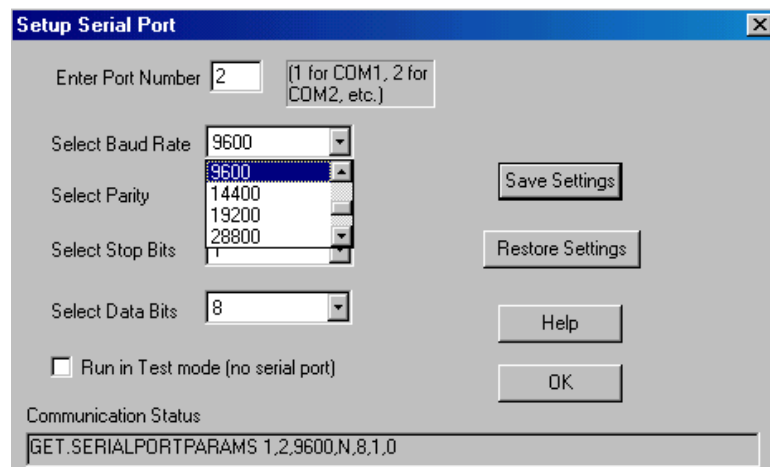 Setup Serial Port
Enter Port Number 2 (1 for COM1, 2 for
COM2, etc.)
Select Baud Rate 9600
9600
14400
19200
28800
Select Parity
Select Stop Bits 1
Select Data Bits 8
Save Settings
Restore Settings
Help
OK
Run in Test mode (no serial port)
Communication Status
GET.SERIALPORTPARAMS 1,2,9600,N,8,1,0